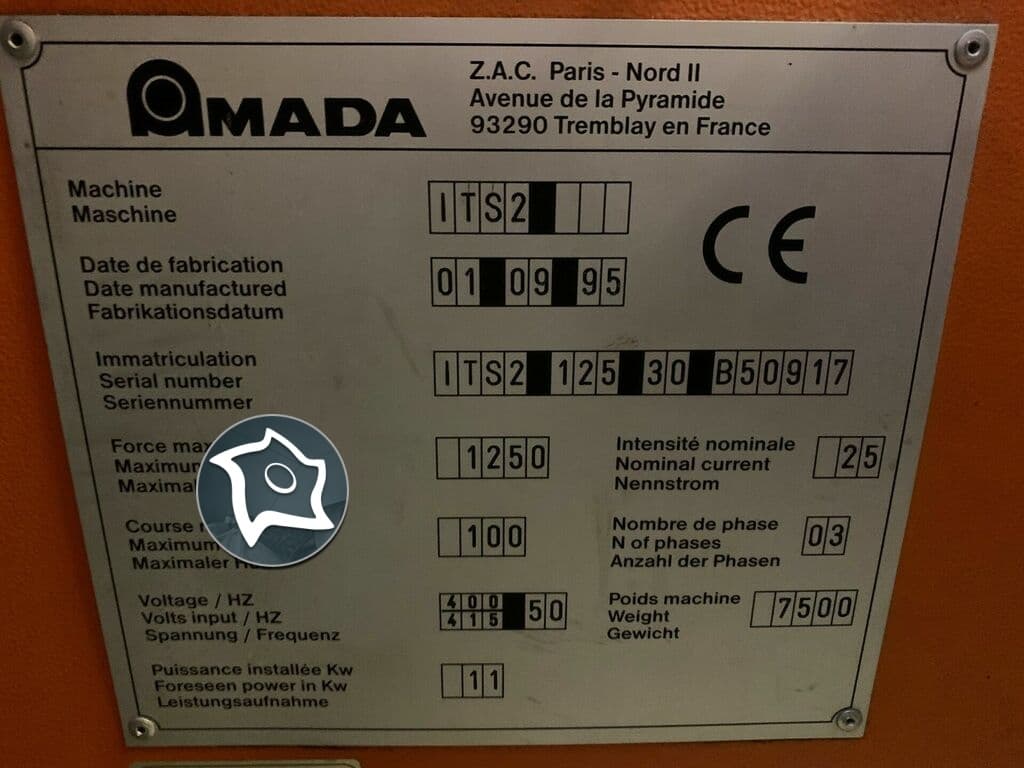 AMADA
Z.A.C. Paris - Nord II
Avenue de la Pyramide
93290 Tremblay en France
Machine
Maschine
ITS2
CE
Date de fabrication
Date manufactured
Fabrikationsdatum
01 09 95
Immatriculation
Serial number
Seriennummer
ITS2 125 30 B50917
Force
1250
Intensité nominale
Nominal current
Nennstrom
25
Course
Maximum
Maximaler
100
Nombre de phase
N of phases
Anzahl der Phasen
03
Voltage / HZ
Volts input / HZ
Spannung / Frequenz
400
415
50
Poids machine
Weight
Gewicht
7500
Puissance installée Kw
Foreseen power in Kw
Leistungsaufnahme
11